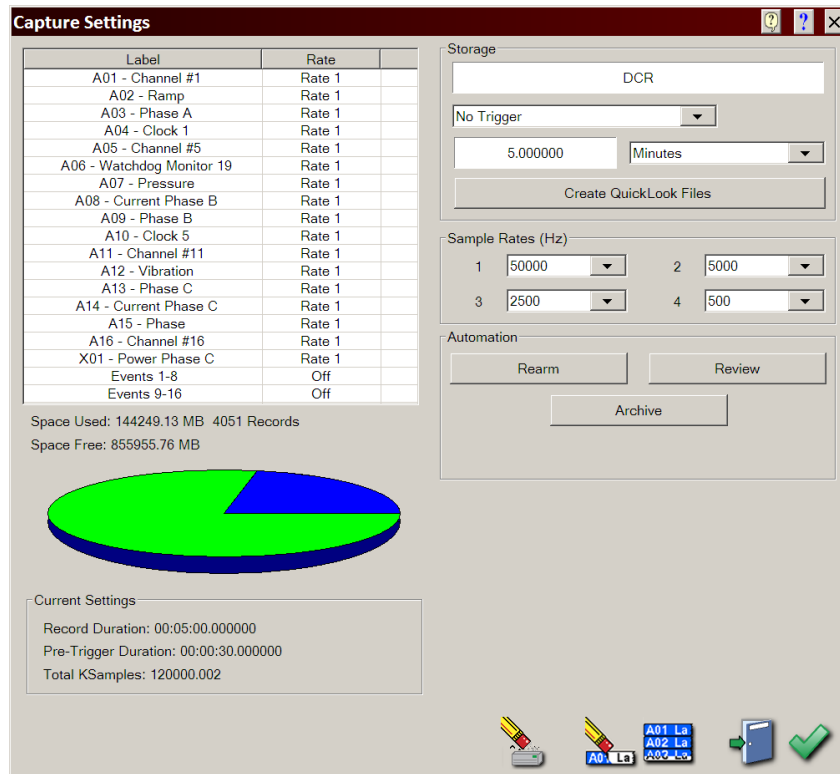 Capture Settings
Label Rate
A01 - Channel #1 Rate 1
A02 - Ramp Rate 1
A03 - Phase A Rate 1
A04 - Clock 1 Rate 1
A05 - Channel #5 Rate 1
A06 - Watchdog Monitor 19 Rate 1
A07 - Pressure Rate 1
A08 - Current Phase B Rate 1
A09 - Phase B Rate 1
A10 - Clock 5 Rate 1
A11 - Channel #11 Rate 1
A12 - Vibration Rate 1
A13 - Phase C Rate 1
A14 - Current Phase C Rate 1
A15 - Phase Rate 1
A16 - Channel #16 Rate 1
X01 - Power Phase C Rate 1
Events 1-8 Off
Events 9-16 Off
Space Used: 144249.13 MB 4051 Records
Space Free: 855955.76 MB
Current Settings
Record Duration: 00:05:00.000000
Pre-Trigger Duration: 00:00:30.000000
Total KSamples: 120000.002
Storage
DCR
No Trigger
5.000000 Minutes
Create QuickLook Files
Sample Rates (Hz)
1 50000 2 5000
3 2500 4 500
Automation
Rearm Review
Archive
La
A01 La
A02 La